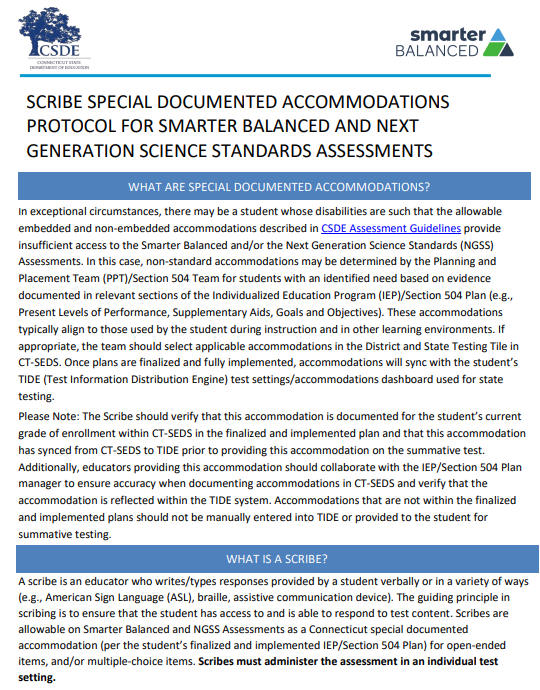 CSDE
CONNECTICUT STATE
DEPARTMENT OF EDUCATION
smarter
BALANCED
SCRIBE SPECIAL DOCUMENTED ACCOMMODATIONS
PROTOCOL FOR SMARTER BALANCED AND NEXT
GENERATION SCIENCE STANDARDS ASSESSMENTS
WHAT ARE SPECIAL DOCUMENTED ACCOMMODATIONS?
In exceptional circumstances, there may be a student whose disabilities are such that the allowable
embedded and non-embedded accommodations described in CSDE Assessment Guidelines provide
insufficient access to the Smarter Balanced and/or the Next Generation Science Standards (NGSS)
Assessments. In this case, non-standard accommodations may be determined by the Planning and
Placement Team (PPT)/Section 504 Team for students with an identified need based on evidence
documented in relevant sections of the Individualized Education Program (IEP)/Section 504 Plan (e.g.,
Present Levels of Performance, Supplementary Aids, Goals and Objectives). These accommodations
typically align to those used by the student during instruction and in other learning environments. If
appropriate, the team should select applicable accommodations in the District and State Testing Tile in
CT-SEDS. Once plans are finalized and fully implemented, accommodations will sync with the student's
TIDE (Test Information Distribution Engine) test settings/accommodations dashboard used for state
testing.
Please Note: The Scribe should verify that this accommodation is documented for the student's current
grade of enrollment within CT-SEDS in the finalized and implemented plan and that this accommodation
has synced from CT-SEDS to TIDE prior to providing this accommodation on the summative test.
Additionally, educators providing this accommodation should collaborate with the IEP/Section 504 Plan
manager to ensure accuracy when documenting accommodations in CT-SEDS and verify that the
accommodation is reflected within the TIDE system. Accommodations that are not within the finalized
and implemented plans should not be manually entered into TIDE or provided to the student for
summative testing.
WHAT IS A SCRIBE?
A scribe is an educator who writes/types responses provided by a student verbally or in a variety of ways
(e.g., American Sign Language (ASL), braille, assistive communication device). The guiding principle in
scribing is to ensure that the student has access to and is able to respond to test content. Scribes are
allowable on Smarter Balanced and NGSS Assessments as a Connecticut special documented
accommodation (per the student's finalized and implemented IEP/Section 504 Plan) for open-ended
items, and/or multiple-choice items. Scribes must administer the assessment in an individual test
setting.